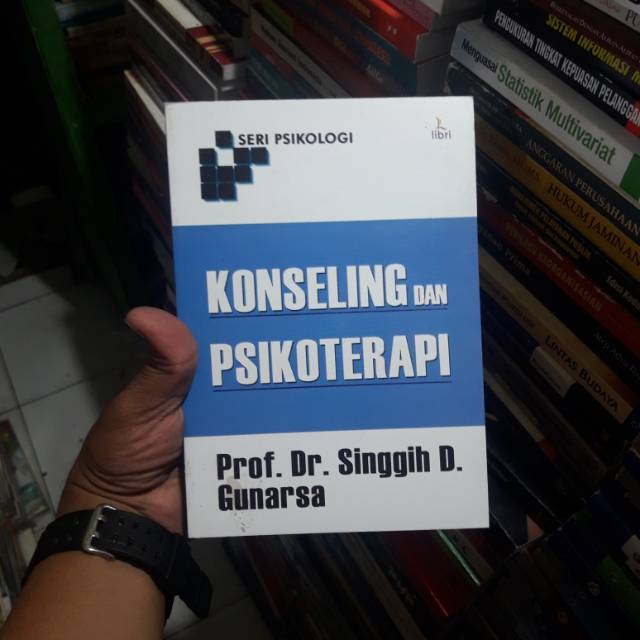 SERI PSIKOLOGI
libri
KONSELING DAN
PSIKOTERAPI
Prof. Dr. Singgih D.
Gunarsa
SISTEM INFORMASI
PENGUKURAN TINGKAT KEPUASAN PELANGGAN
Menguasai Statistik Multivariat
ANGGARAN PERUSAHAAN
HUKUM JAMINAN
LINTAS BUDAYA